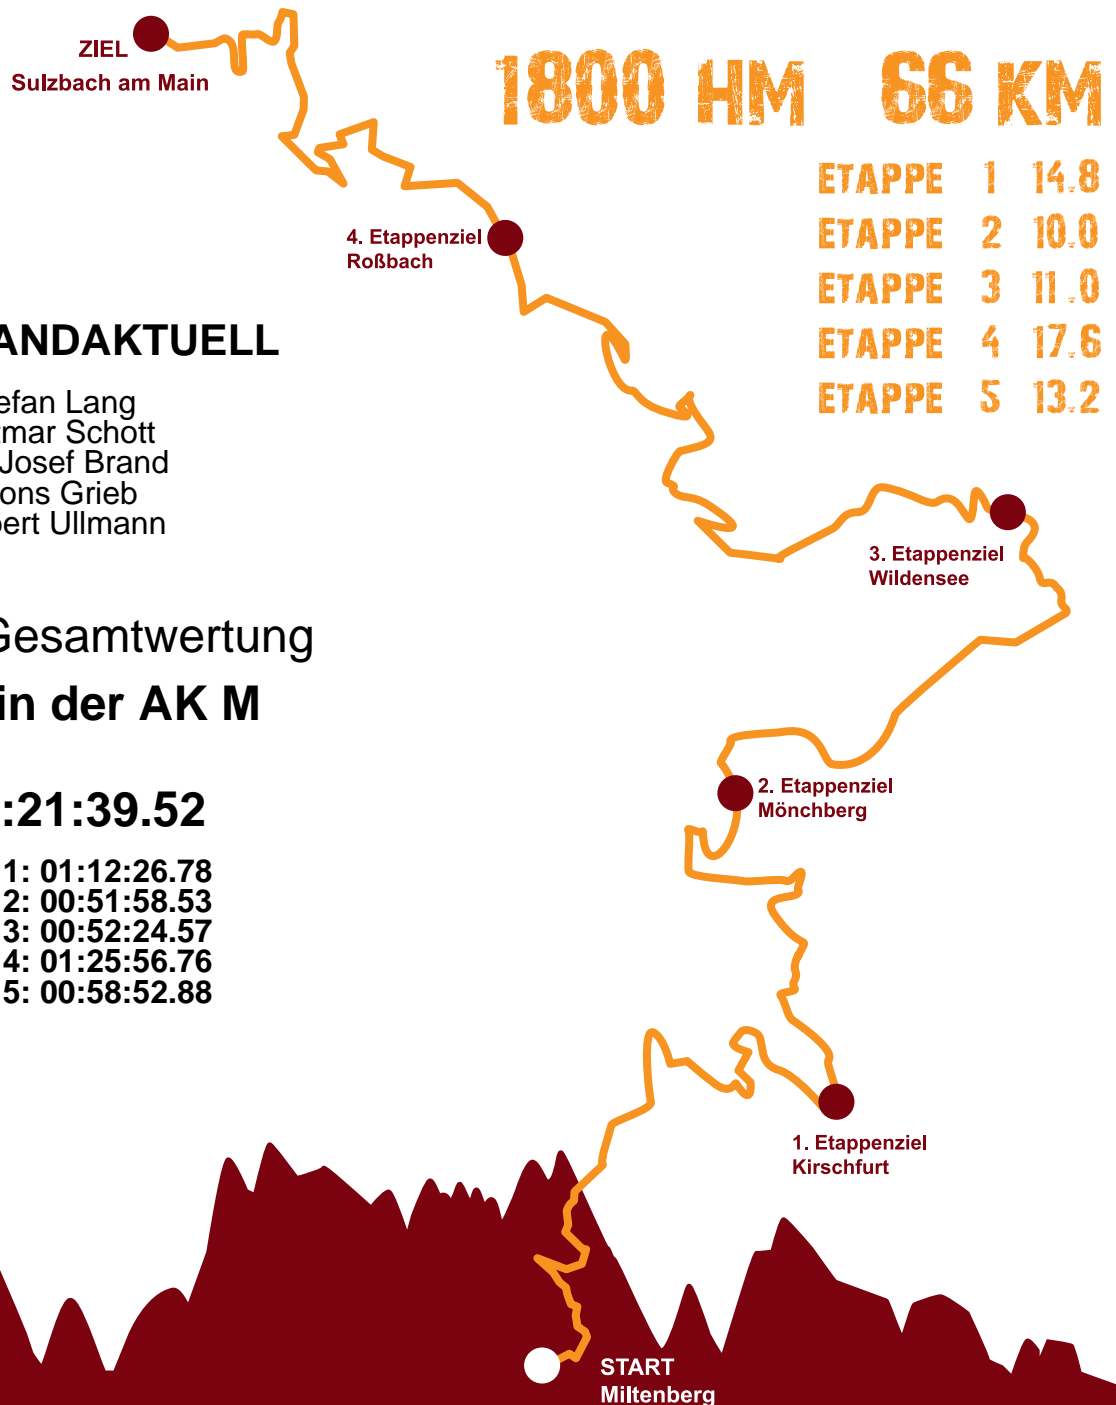 ZIEL
Sulzbach am Main
1800 HM 66 KM
ETAPPE 1 14.8
ETAPPE 2 10.0
ETAPPE 3 11.0
ETAPPE 4 17.6
ETAPPE 5 13.2
4. Etappenziel
Roßbach
ANDAKTUELL
efan Lang
tmar Schott
Josef Brand
ons Grieb
bert Ullmann
3. Etappenziel
Wildensee
Gesamtwertung
in der AK M
2. Etappenziel
Mönchberg
:21:39.52
1: 01:12:26.78
2: 00:51:58.53
3: 00:52:24.57
4: 01:25:56.76
5: 00:58:52.88
1. Etappenziel
Kirschfurt
START
Miltenberg